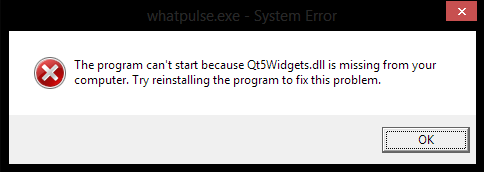 whatpulse.exe - System Error
The program can't start because Qt5Widgets.dll is missing from your
computer. Try reinstalling the program to fix this problem.
OK